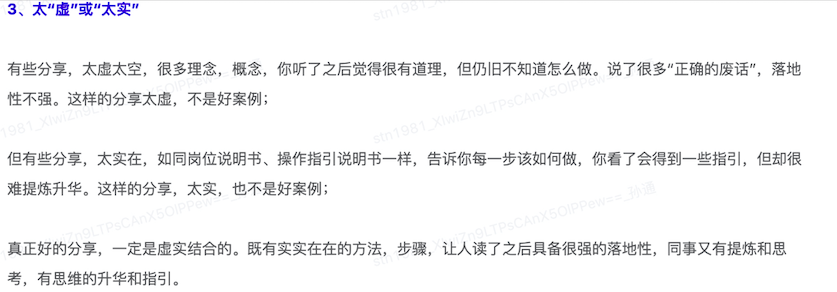 3、太“虚”或“太实”
有些分享，太虚太空，很多理念，概念，你听了之后觉得很有道理，但仍旧不知道怎么做。说了很多“正确的废话”，落地
性不强。这样的分享太虚，不是好案例；
但有些分享，太实在，如同岗位说明书、操作指引说明书一样，告诉你每一步该如何做，你看了会得到一些指引，但却很
难提炼升华。这样的分享，太实，也不是好案例；
真正好的分享，一定是虚实结合的。既有实实在在的方法，步骤，让人读了之后具备很强的落地性，同事又有提炼和思
考，有思维的升华和指引。